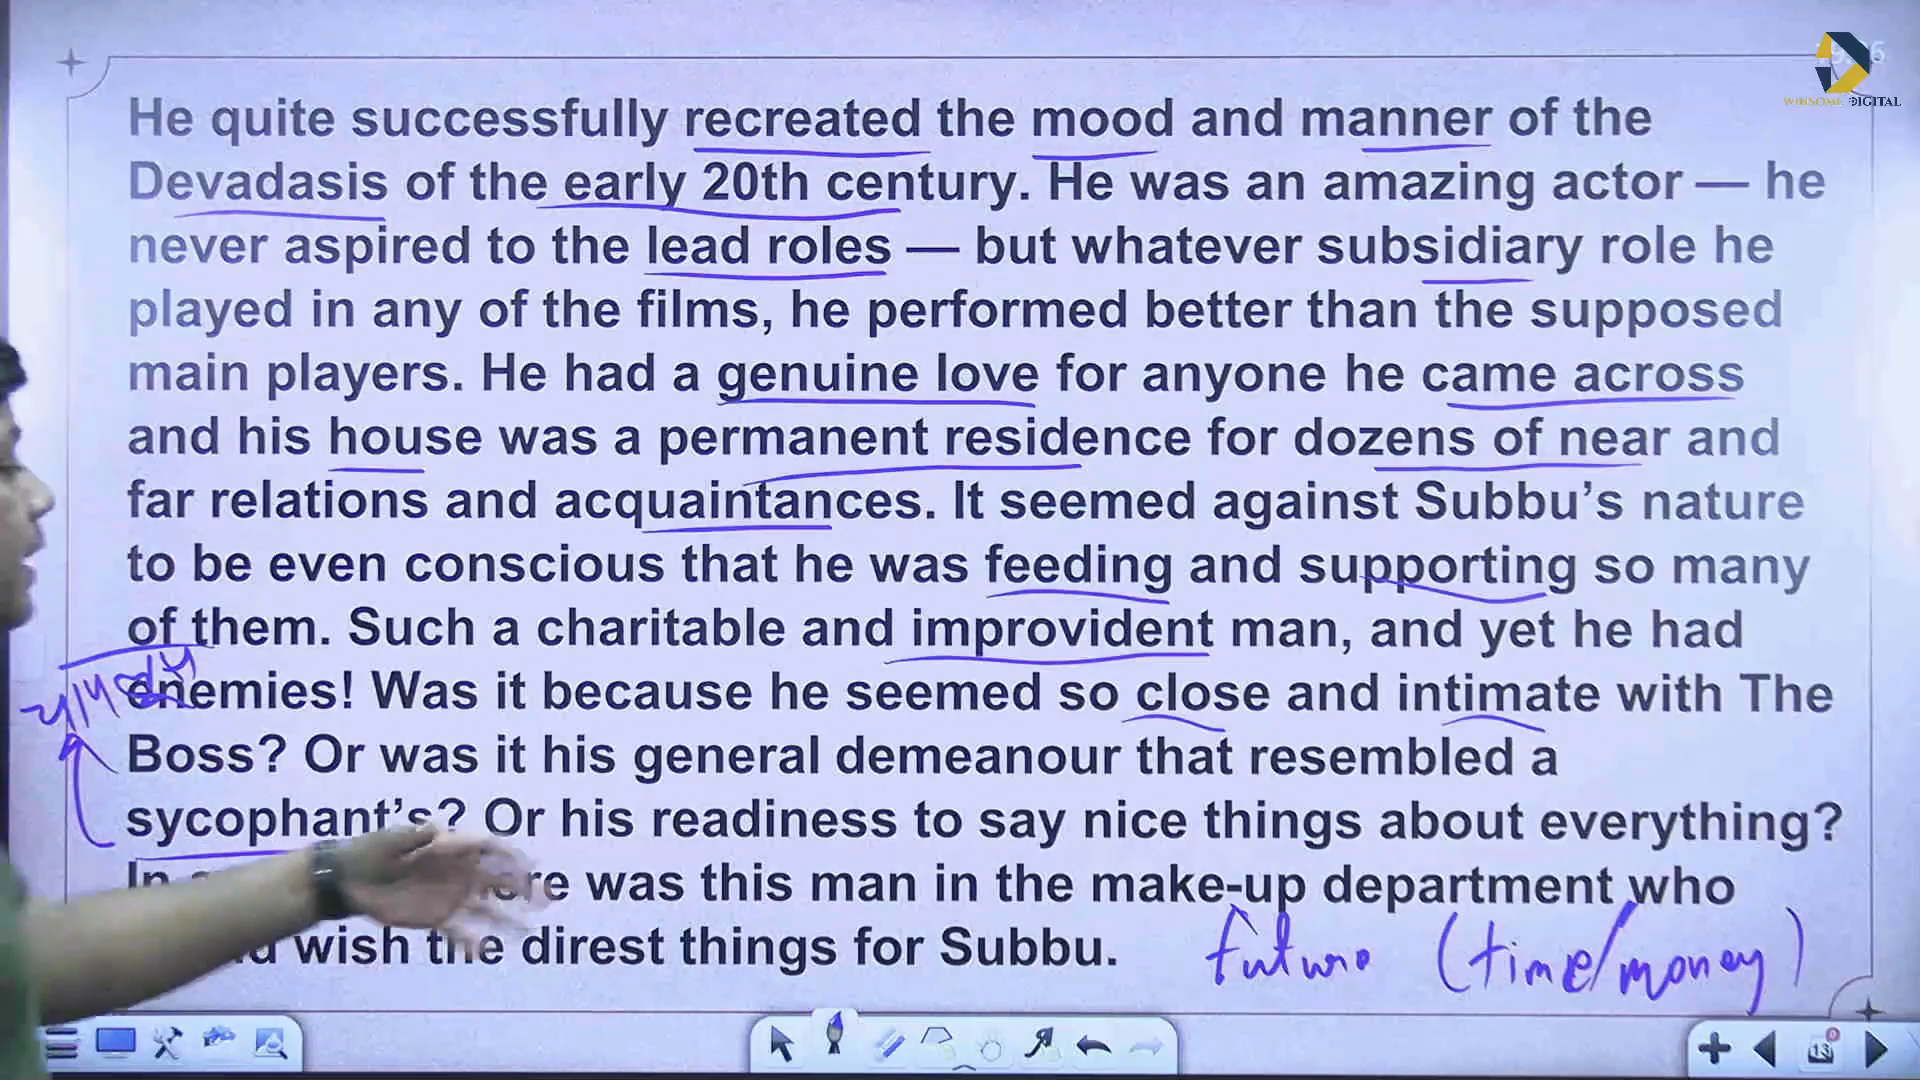 WINSOME DIGITAL
He quite successfully recreated the mood and manner of the
Devadasis of the early 20th century. He was an amazing actor — he
never aspired to the lead roles — but whatever subsidiary role he
played in any of the films, he performed better than the supposed
main players. He had a genuine love for anyone he came across
and his house was a permanent residence for dozens of near and
far relations and acquaintances. It seemed against Subbu’s nature
to be even conscious that he was feeding and supporting so many
of them. Such a charitable and improvident man, and yet he had
enemies! Was it because he seemed so close and intimate with The
Boss? Or was it his general demeanour that resembled a
sycophant’s? Or his readiness to say nice things about everything?
In was this man in the make-up department who
wish the direst things for Subbu.
future (time/money)
13